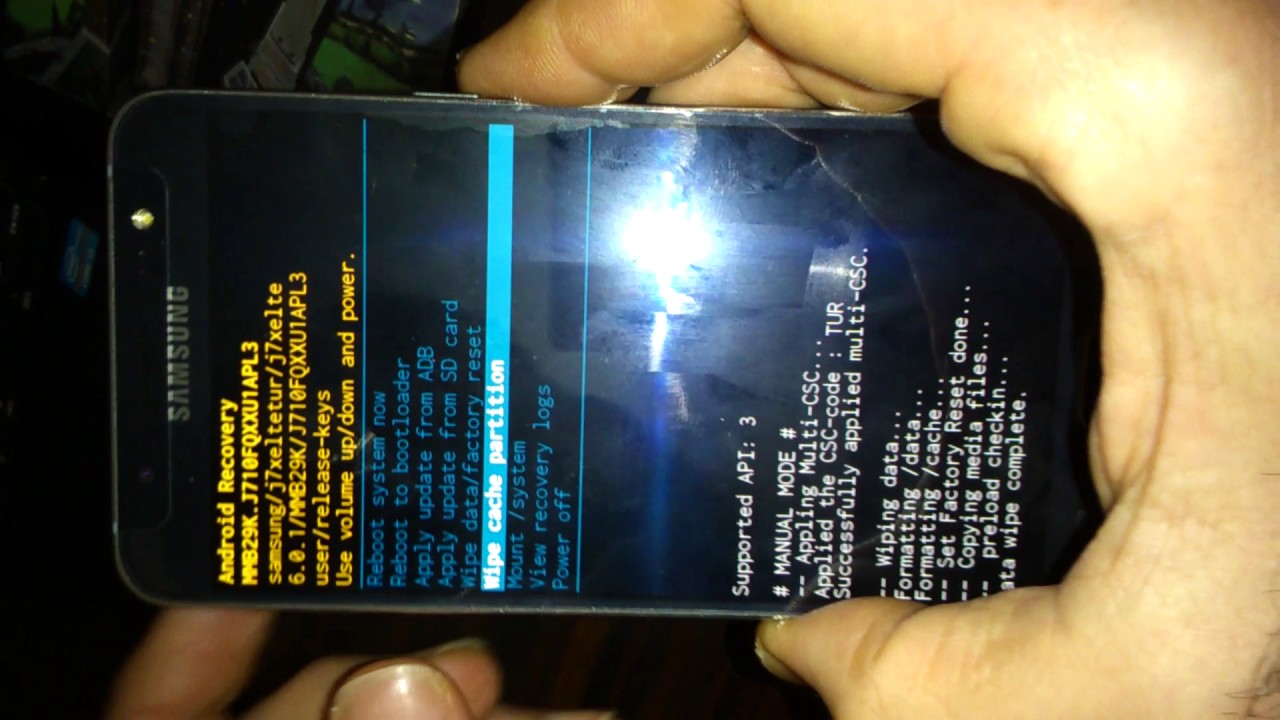 SAMSUNG
Android Recovery
MMB29K.J710FQXXU1APL3
samsung/j7xeltetur/j7xelte
6.0.1/MMB29K/J710FQXXU1APL3
user/release-keys
Use volume up/down and power.
Reboot system now
Reboot to bootloader
Apply update from ADB
Apply update from SD card
Wipe data/factory reset
Wipe cache partition
Mount /system
View recovery logs
Power off
Supported API: 3
# MANUAL MODE #
-- Appling Multi-CSC...
Applied the CSC-code : TUR
Successfully applied multi-CSC.
-- Wiping data...
Formatting /data...
Formatting /cache...
-- Set Factory Reset done...
-- Copying media files...
-- preload checkin...
ata wipe complete.